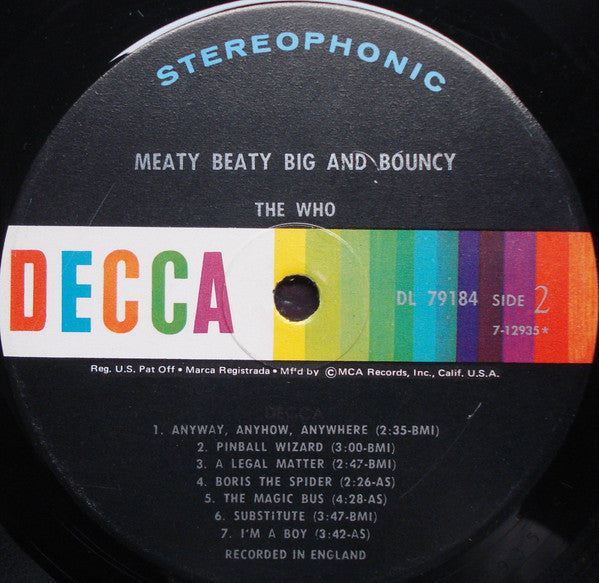 STEREOPHONIC
MEATY BEATY BIG AND BOUNCY
THE WHO
DECCA
DL 79184 SIDE 2
7-12935*
Reg. U.S. Pat Off • Marca Registrada • Mf'd by ©MCA Records, Inc., Calif. U.S.A.
DECCA
1. ANYWAY, ANYHOW, ANYWHERE (2:35-BMI)
2. PINBALL WIZARD (3:00-BMI)
3. A LEGAL MATTER (2:47-BMI)
4. BORIS THE SPIDER (2:26-AS)
5. THE MAGIC BUS (4:28-AS)
6. SUBSTITUTE (3:47-BMI)
7. I'M A BOY (3:42-AS)
RECORDED IN ENGLAND